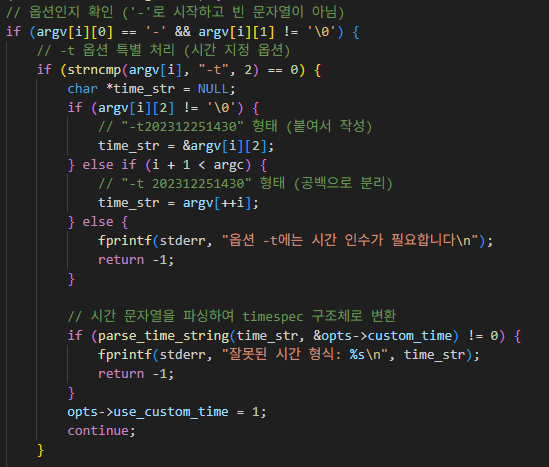 // 옵션인지 확인 ('-'로 시작하고 빈 문자열이 아님)
if (argv[i][0] == '-' && argv[i][1] != '\0') {
    // -t 옵션 특별 처리 (시간 지정 옵션)
    if (strncmp(argv[i], "-t", 2) == 0) {
        char *time_str = NULL;
        if (argv[i][2] != '\0') {
            // "-t202312251430" 형태 (붙여서 작성)
            time_str = &argv[i][2];
        } else if (i + 1 < argc) {
            // "-t 202312251430" 형태 (공백으로 분리)
            time_str = argv[++i];
        } else {
            fprintf(stderr, "옵션 -t에는 시간 인수가 필요합니다\n");
            return -1;
        }

        // 시간 문자열을 파싱하여 timespec 구조체로 변환
        if (parse_time_string(time_str, &opts->custom_time) != 0) {
            fprintf(stderr, "잘못된 시간 형식: %s\n", time_str);
            return -1;
        }
        opts->use_custom_time = 1;
        continue;
    }